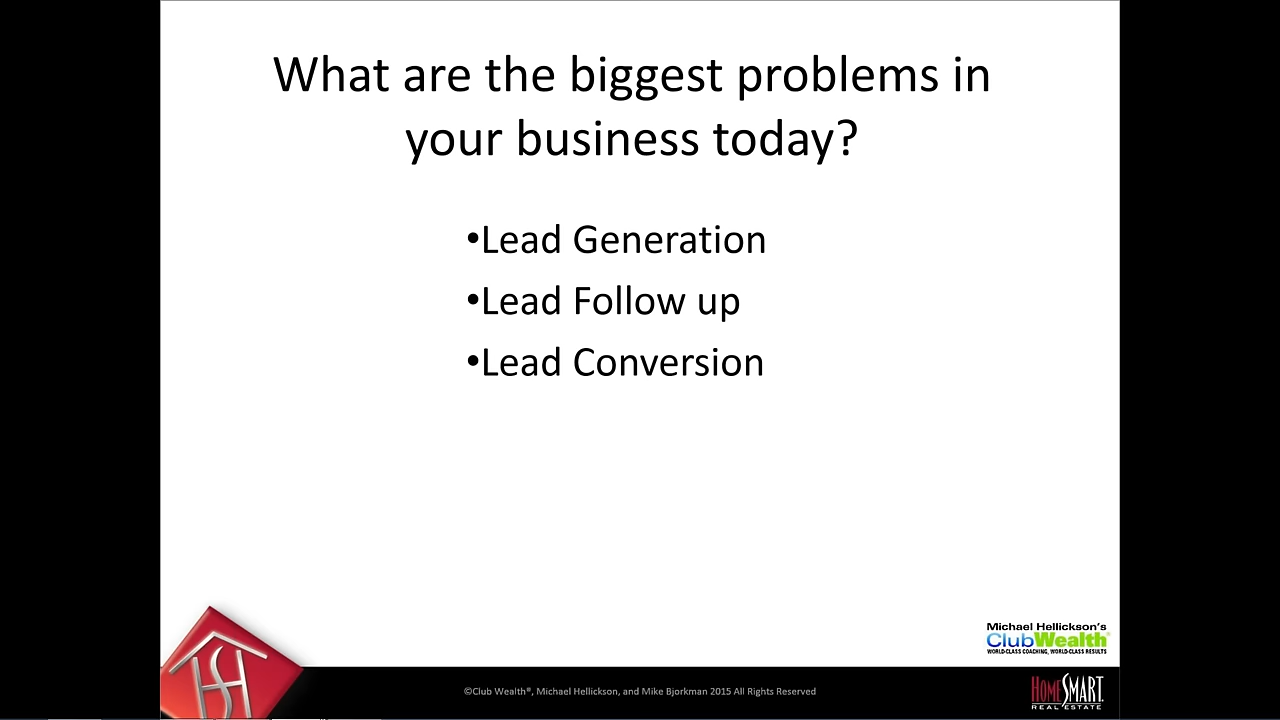 What are the biggest problems in
your business today?
•Lead Generation
•Lead Follow up
•Lead Conversion
Michael Hellickson's
ClubWealth®
WORLD-CLASS COACHING, WORLD-CLASS RESULTS
©Club Wealth®, Michael Hellickson, and Mike Bjorkman 2015 All Rights Reserved
HS
HOMESMART
REAL ESTATE